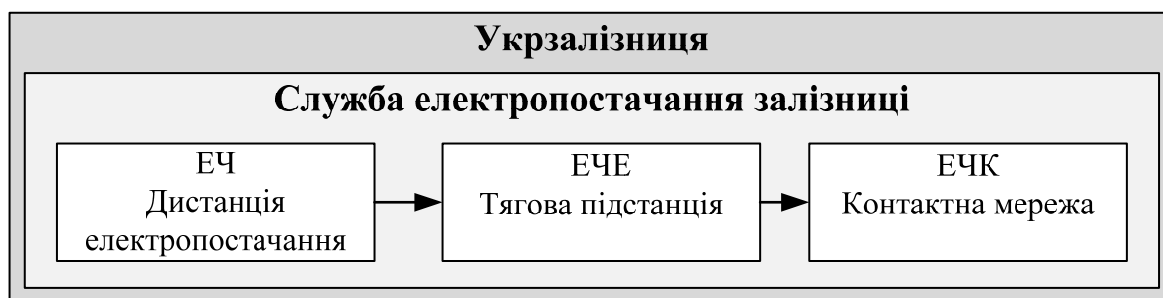 Укрзалізниця
Служба електропостачання залізниці
ЕЧ
Дистанція
електропостачання
ЕЧЕ
Тягова підстанція
ЕЧК
Контактна мережа